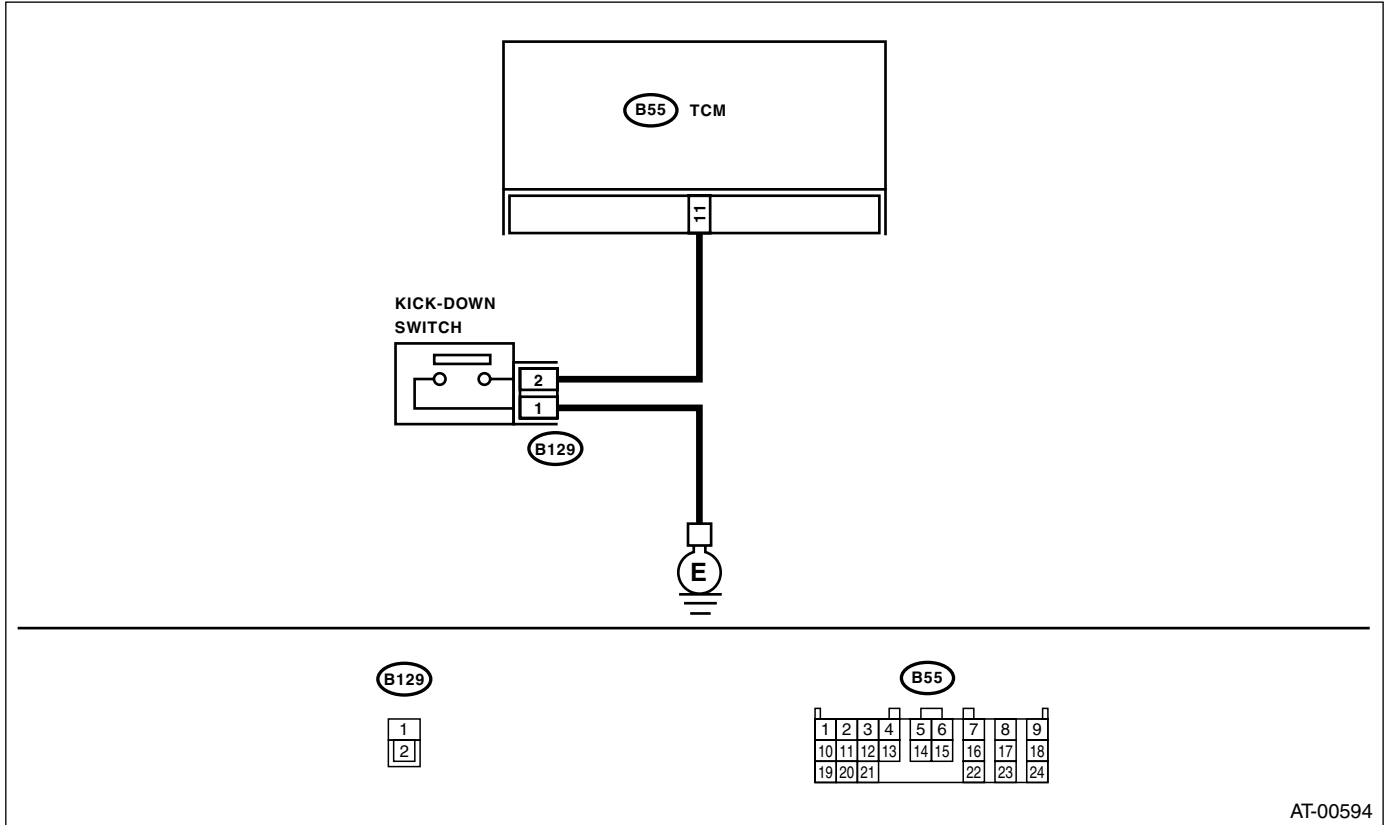 B55 TCM
11
KICK-DOWN
SWITCH
2
1
B129
E
B129
B55
1
2
1 2 3 4 5 6 7 8 9
10 11 12 13 14 15 16 17 18
19 20 21 22 23 24
AT-00594